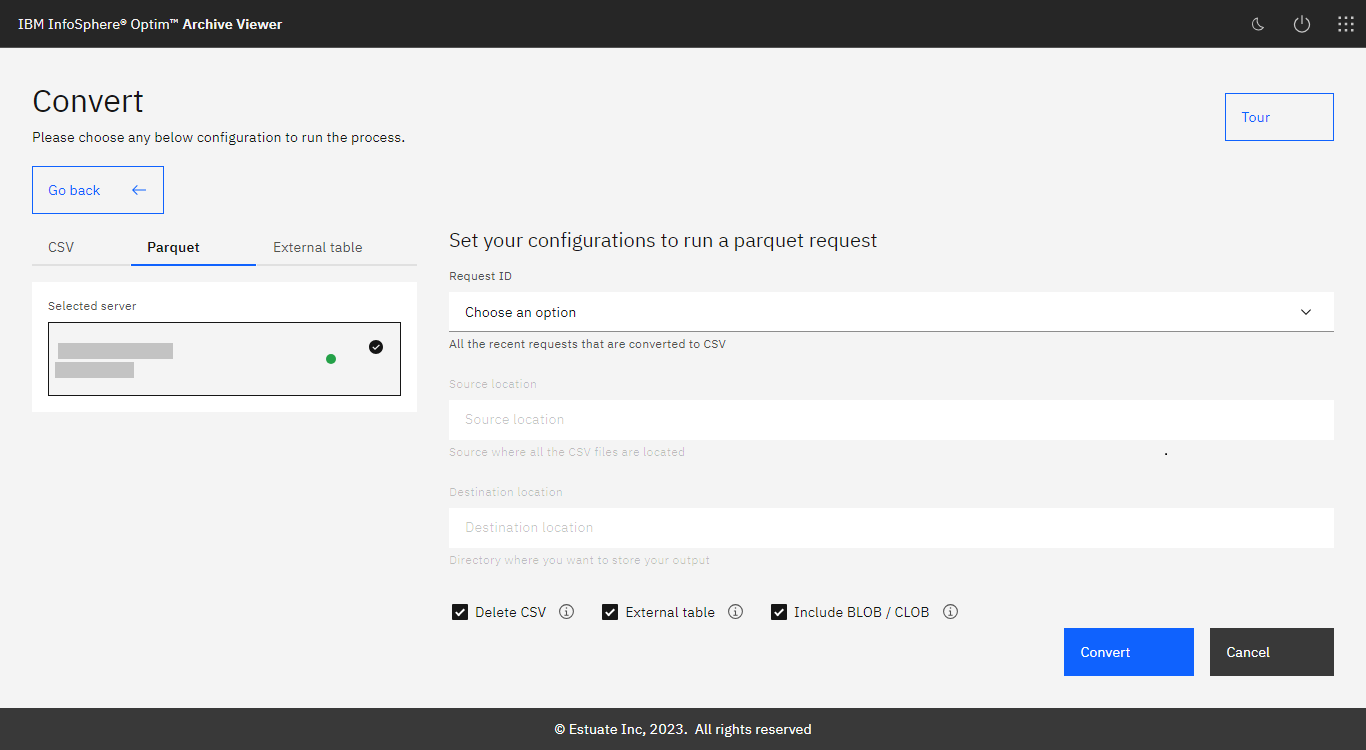 IBM InfoSphere® Optim™ Archive Viewer
Convert
Please choose any below configuration to run the process.
Tour
Go back
CSV
Parquet
External table
Selected server
Set your configurations to run a parquet request
Request ID
Choose an option
All the recent requests that are converted to CSV
Source location
Source location
Source where all the CSV files are located
Destination location
Destination location
Directory where you want to store your output
Delete CSV
External table
Include BLOB / CLOB
Convert
Cancel
© Estuate Inc, 2023. All rights reserved